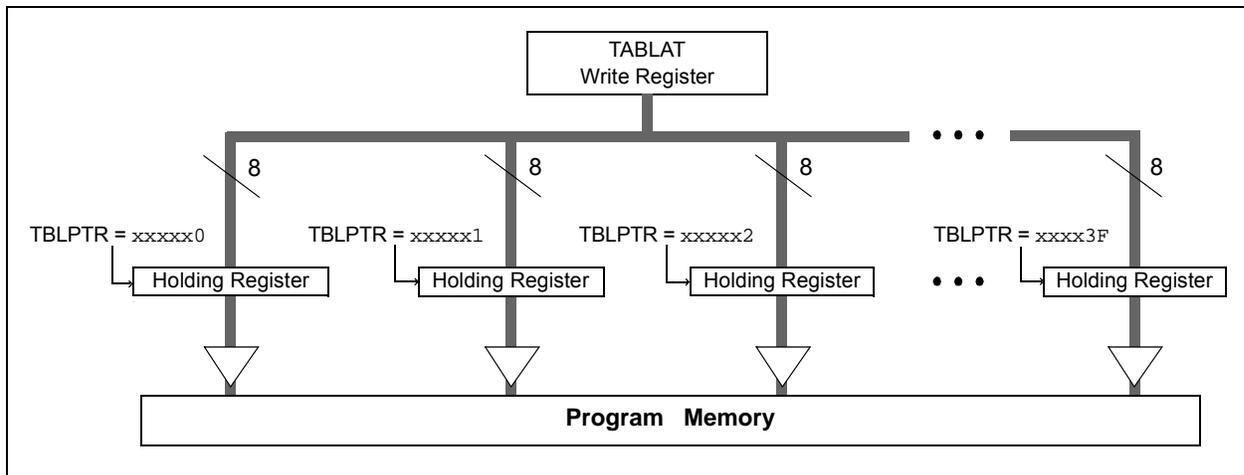 TABLAT
Write Register
8
8
8
8
TBLPTR = xxxxx0
TBLPTR = xxxxx1
TBLPTR = xxxxx2
TBLPTR = xxxx3F
Holding Register
Holding Register
Holding Register
Holding Register
Program Memory